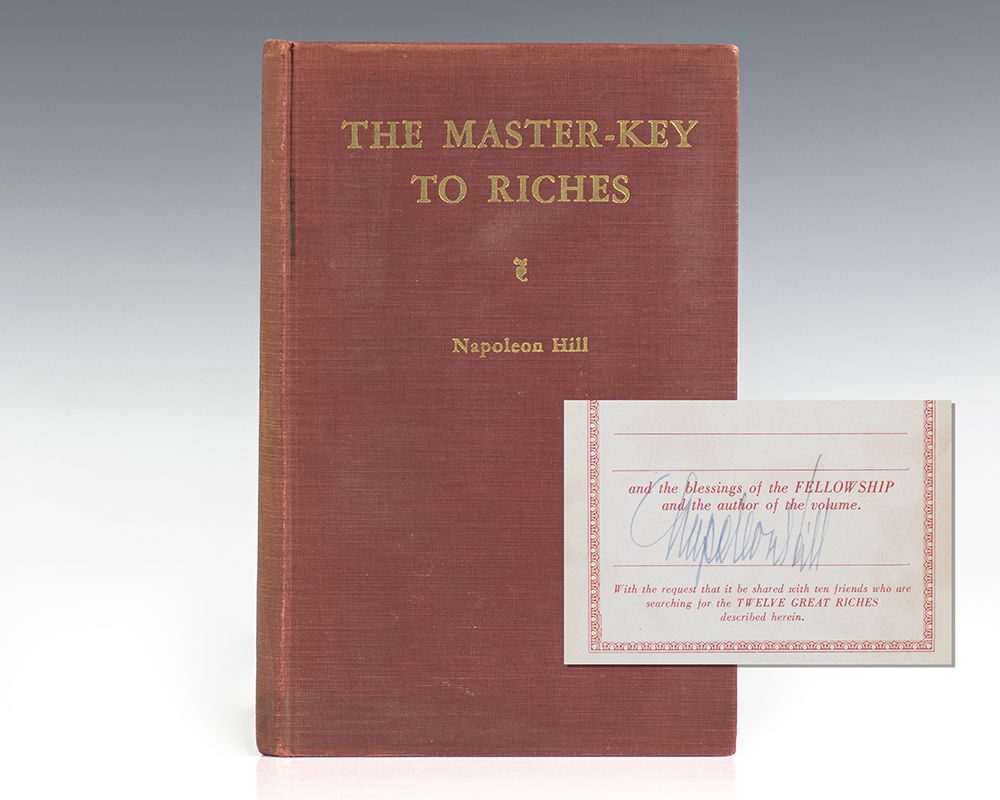 THE MASTER-KEY
TO RICHES
Napoleon Hill
and the blessings of the FELLOWSHIP
and the author of the volume.
Napoleon Hill
With the request that it be shared with ten friends who are
searching for the TWELVE GREAT RICHES
described herein.